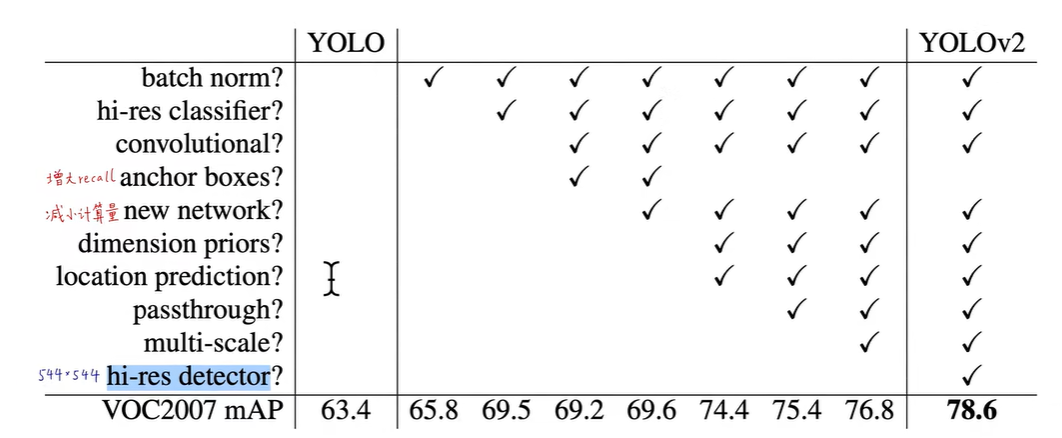 YOLO YOLOv2
batch norm? ✓ ✓ ✓ ✓ ✓ ✓ ✓ ✓
hi-res classifier? ✓ ✓ ✓ ✓ ✓ ✓ ✓
convolutional? ✓ ✓ ✓ ✓ ✓ ✓
增大recall anchor boxes? ✓ ✓
减小计算量 new network? ✓ ✓ ✓ ✓ ✓
dimension priors? ✓ ✓ ✓ ✓
location prediction? ✓ ✓ ✓ ✓
passthrough? ✓ ✓ ✓
multi-scale? ✓ ✓
544*544 hi-res detector? ✓
VOC2007 mAP 63.4 65.8 69.5 69.2 69.6 74.4 75.4 76.8 78.6